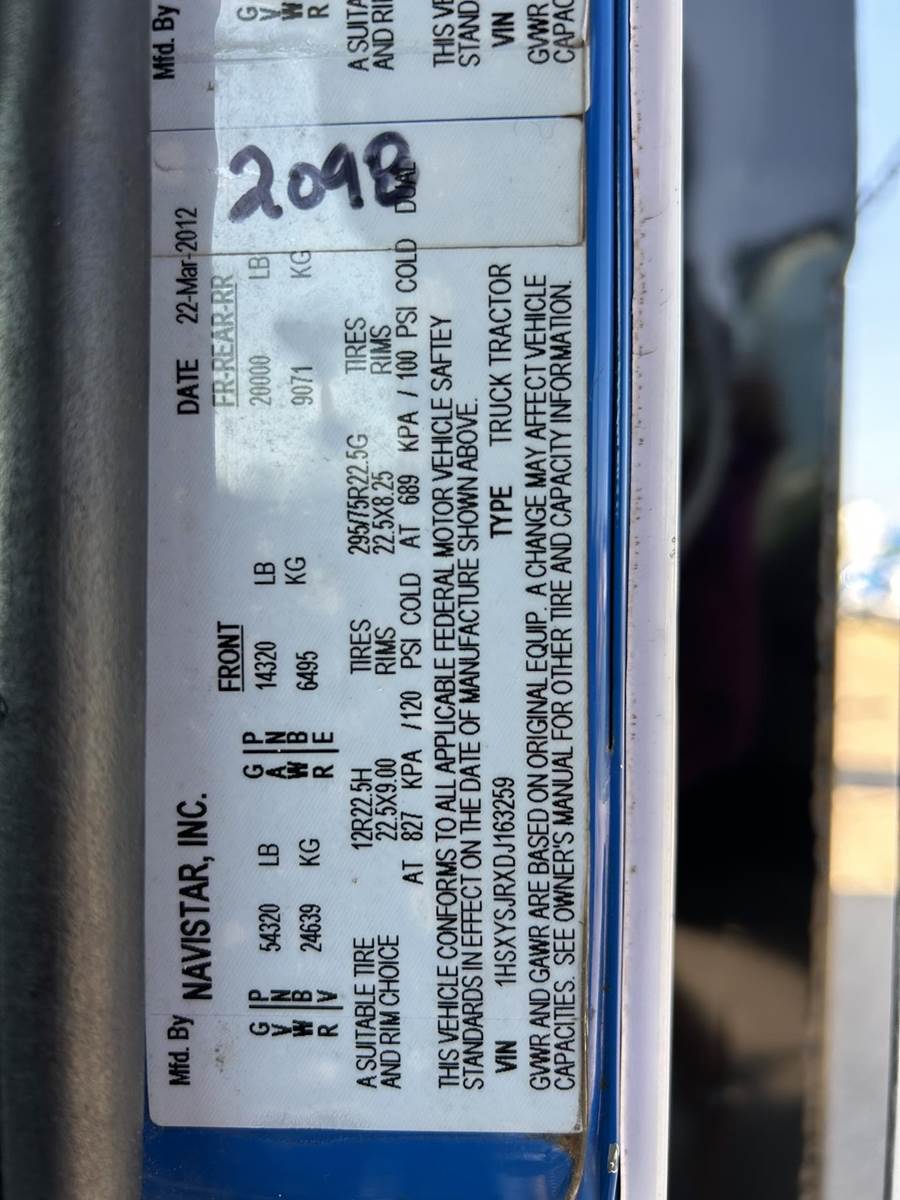 Mfd. By NAVISTAR, INC. DATE 22-Mar-2012
FRONT FR-REAR-RR
G P 54320 LB G P 14320 LB 20000 LB
V N A N
W B 24639 KG W B 6495 KG 9071 KG
R V R E
A SUITABLE TIRE 12R22.5H TIRES 295/75R22.5G TIRES
AND RIM CHOICE 22.5X9.00 RIMS 22.5X8.25 RIMS
AT 827 KPA /120 PSI COLD AT 689 KPA / 100 PSI COLD DUAL
THIS VEHICLE CONFORMS TO ALL APPLICABLE FEDERAL MOTOR VEHICLE SAFTEY
STANDARDS IN EFFECT ON THE DATE OF MANUFACTURE SHOWN ABOVE.
VIN 1HSXYSJRXDJ163259 TYPE TRUCK TRACTOR
GVWR AND GAWR ARE BASED ON ORIGINAL EQUIP. A CHANGE MAY AFFECT VEHICLE
CAPACITIES. SEE OWNER'S MANUAL FOR OTHER TIRE AND CAPACITY INFORMATION.
2098
Mfd. By
G
V
W
R
A SUITA
AND RI
THIS VE
STAND
VIN
GVWR
CAPAC